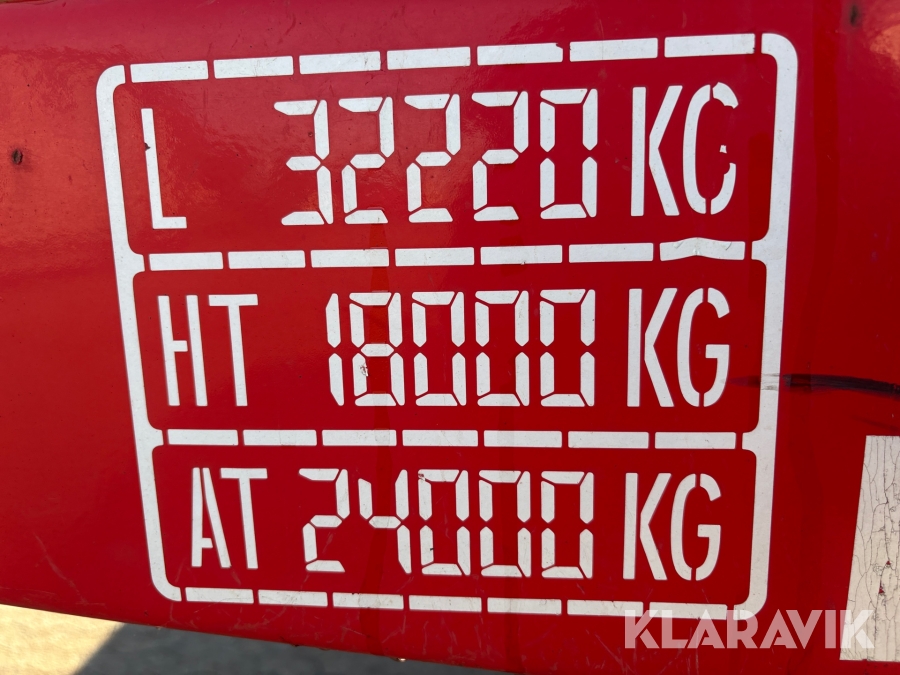 L 32220 KG
HT 18000 KG
AT 24000 KG
KLARAVIK